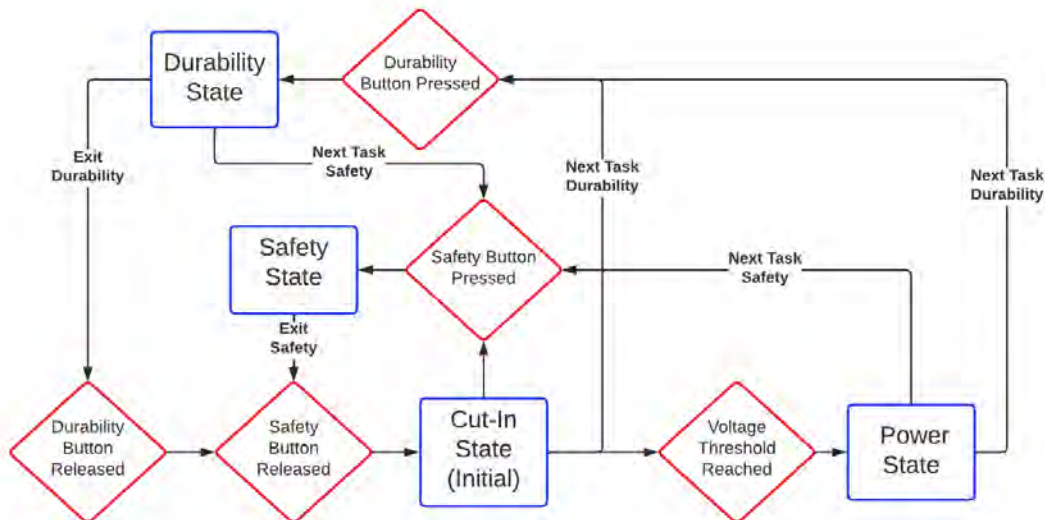 Durability
State
Durability
Button Pressed
Exit
Durability
Next Task
Safety
Next Task
Durability
Next Task
Durability
Safety
State
Safety Button
Pressed
Next Task
Safety
Exit
Safety
Durability
Button
Released
Safety
Button
Released
Cut-In
State
(Initial)
Voltage
Threshold
Reached
Power
State